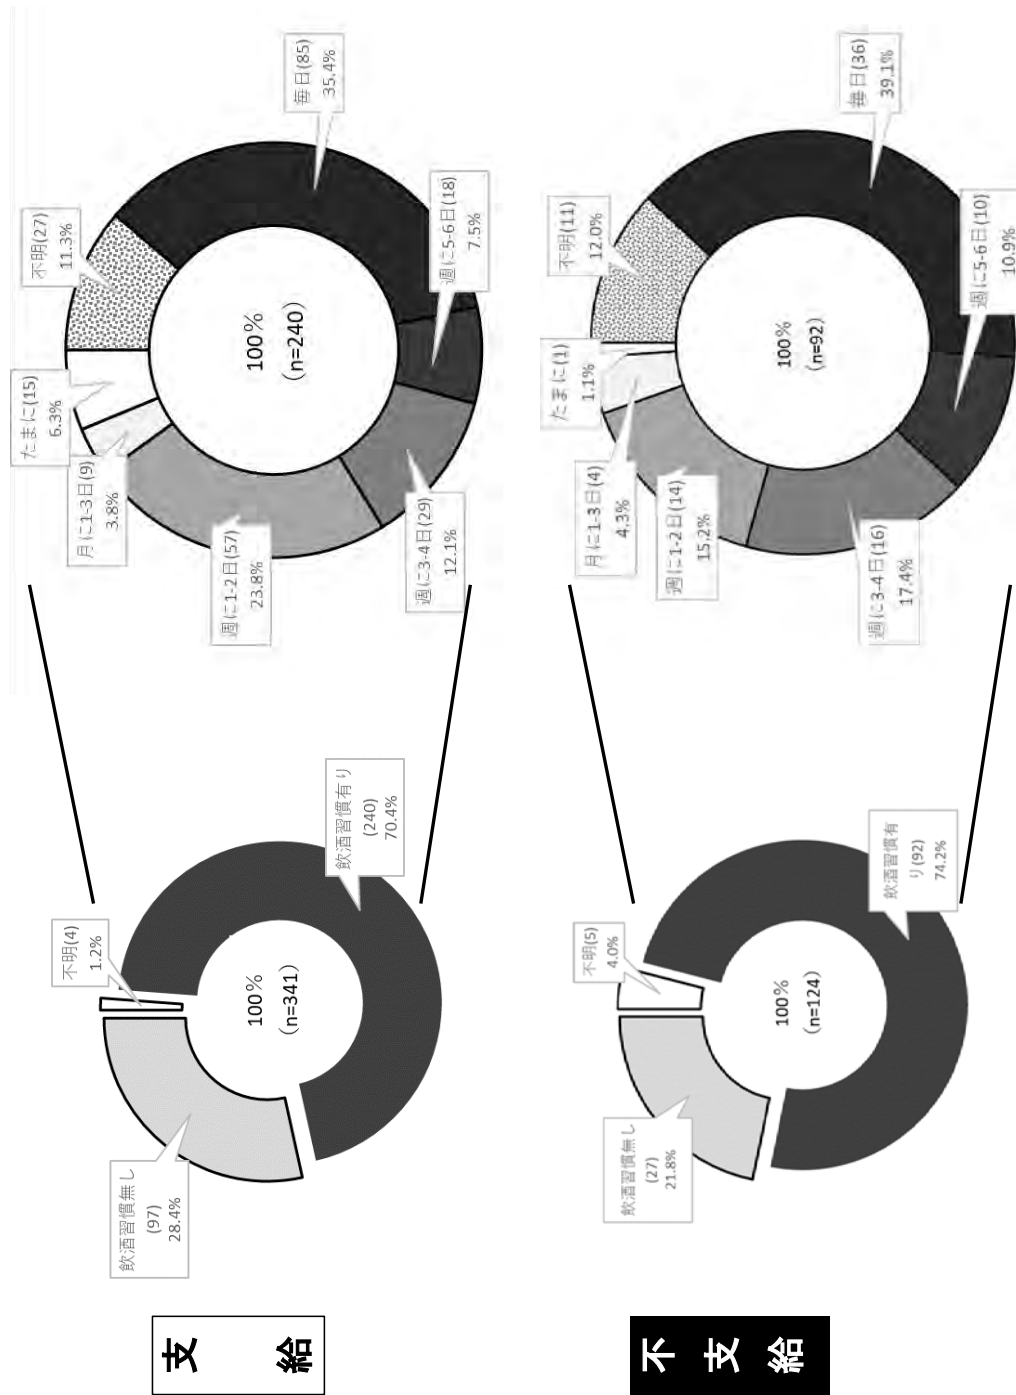 支　給
飲酒習慣無し
(97)
28.4%
不明(4)
1.2%
飲酒習慣有り
(240)
70.4%
100%
（n=341）
たまに(15)
6.3%
不明(27)
11.3%
毎日(85)
35.4%
月に1-3日(9)
3.8%
週に1-2日(57)
23.8%
週に3-4日(29)
12.1%
週に5-6日(18)
7.5%
100%
（n=240）
不支給
飲酒習慣無し
(27)
21.8%
不明(5)
4.0%
飲酒習慣有
り(92)
74.2%
100%
（n=124）
たまに(1)
1.1%
不明(11)
12.0%
毎日(36)
39.1%
月に1-3日(4)
4.3%
週に1-2日(14)
15.2%
週に3-4日(16)
17.4%
週に5-6日(10)
10.9%
100%
（n=92）